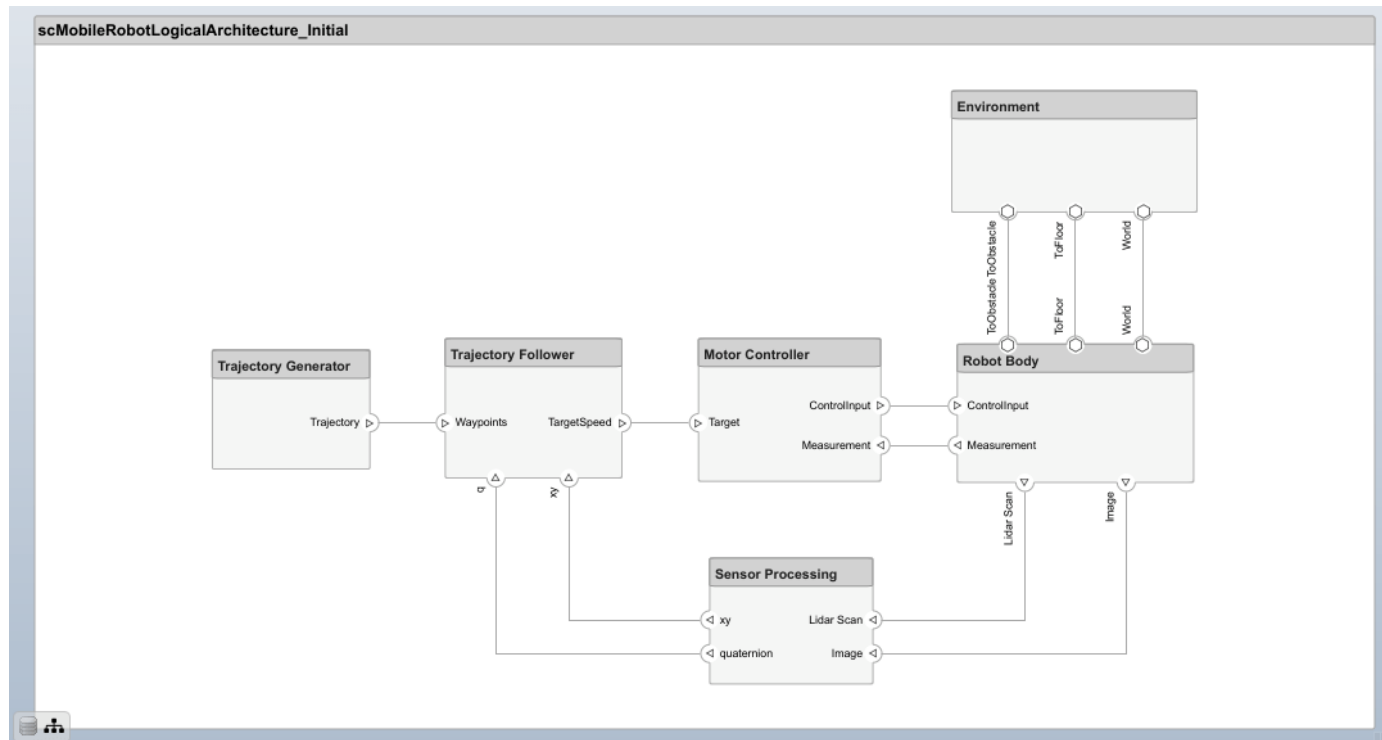 scMobileRobotLogicalArchitecture_Initial
Environment
ToObstacle
ToFloor
World
ToObstacle
ToFloor
World
Trajectory Generator
Trajectory
Trajectory Follower
Waypoints
TargetSpeed
q
xy
Motor Controller
Target
ControlInput
Measurement
Robot Body
ControlInput
Measurement
Lidar Scan
Image
Sensor Processing
xy
quaternion
Lidar Scan
Image